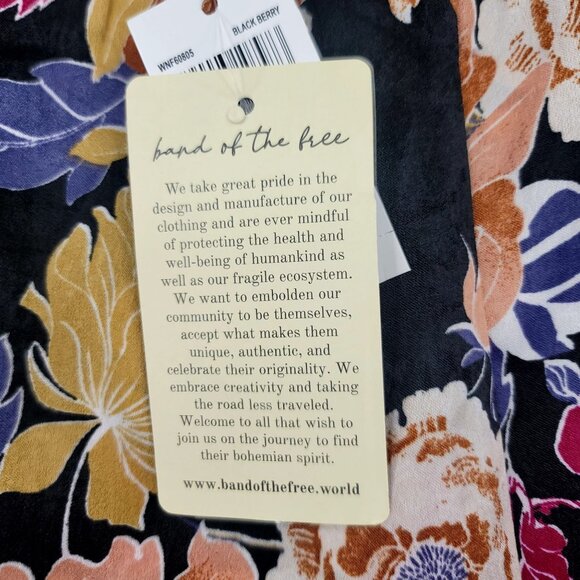 BLACK BERRY
WNF60805
band of the free
We take great pride in the
design and manufacture of our
clothing and are ever mindful
of protecting the health and
well-being of humankind as
well as our fragile ecosystem.
We want to embolden our
community to be themselves,
accept what makes them
unique, authentic, and
celebrate their originality. We
embrace creativity and taking
the road less traveled.
Welcome to all that wish to
join us on the journey to find
their bohemian spirit.
www.bandofthefree.world